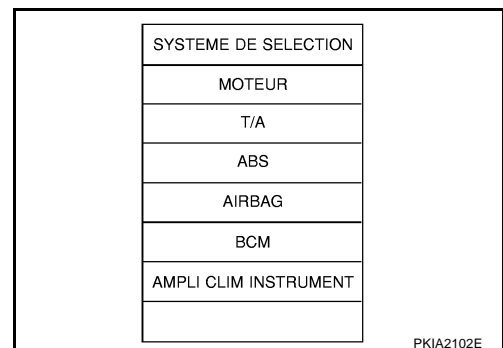 SYSTEME DE SELECTION
MOTEUR
T/A
ABS
AIRBAG
BCM
AMPLI CLIM INSTRUMENT
PKIA2102E